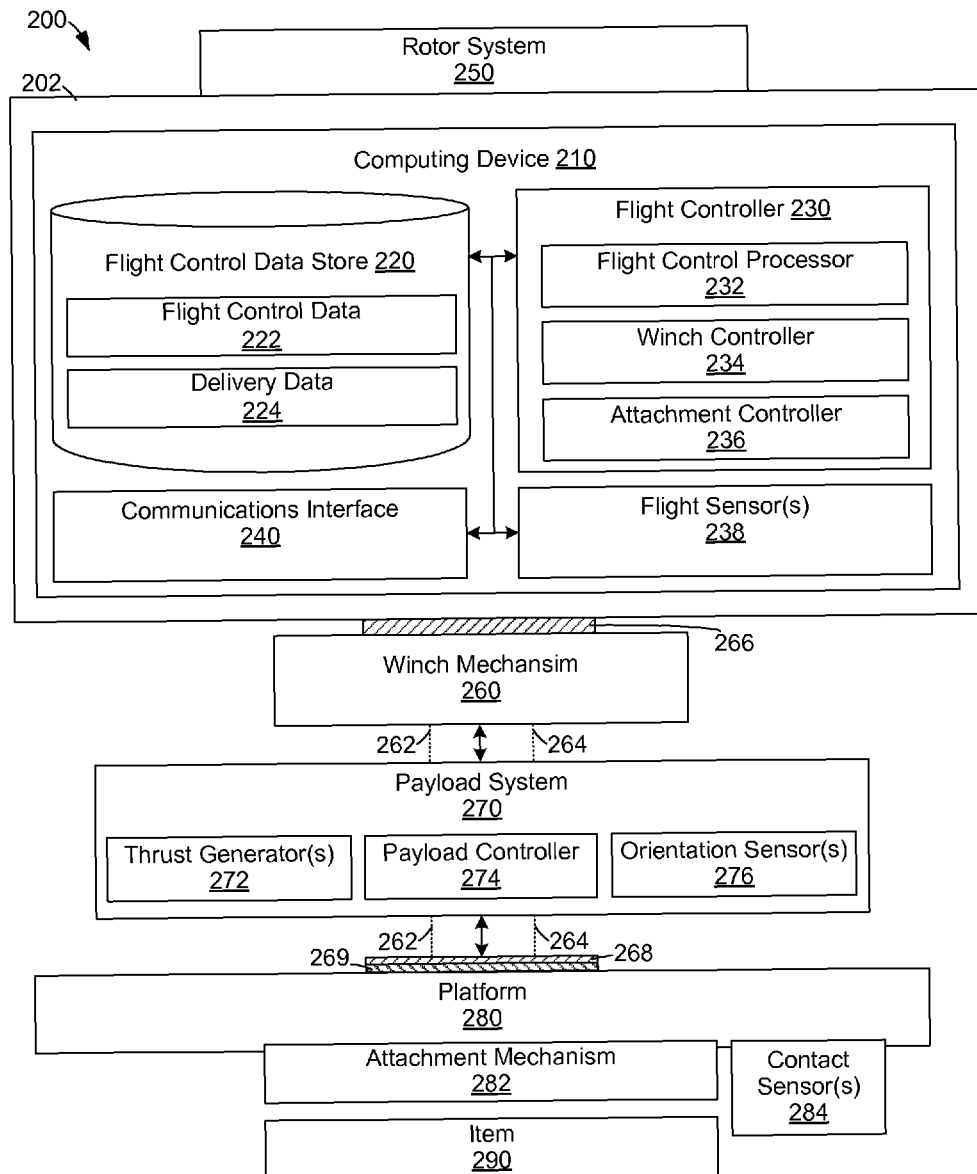 200
Rotor System
250
202
Computing Device 210
Flight Control Data Store 220
Flight Control Data
222
Delivery Data
224
Flight Controller 230
Flight Control Processor
232
Winch Controller
234
Attachment Controller
236
Communications Interface
240
Flight Sensor(s)
238
266
Winch Mechansim
260
262
264
Payload System
270
Thrust Generator(s)
272
Payload Controller
274
Orientation Sensor(s)
276
262
264
269
268
Platform
280
Attachment Mechanism
282
Contact
Sensor(s)
284
Item
290